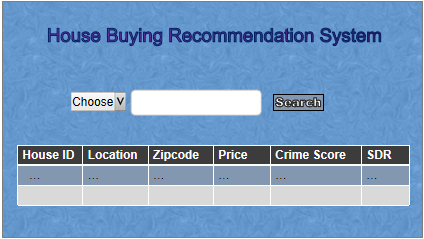 House Buying Recommendation System
Choose Search
House ID Location Zipcode Price Crime Score SDR
... ... ... ... ... ...